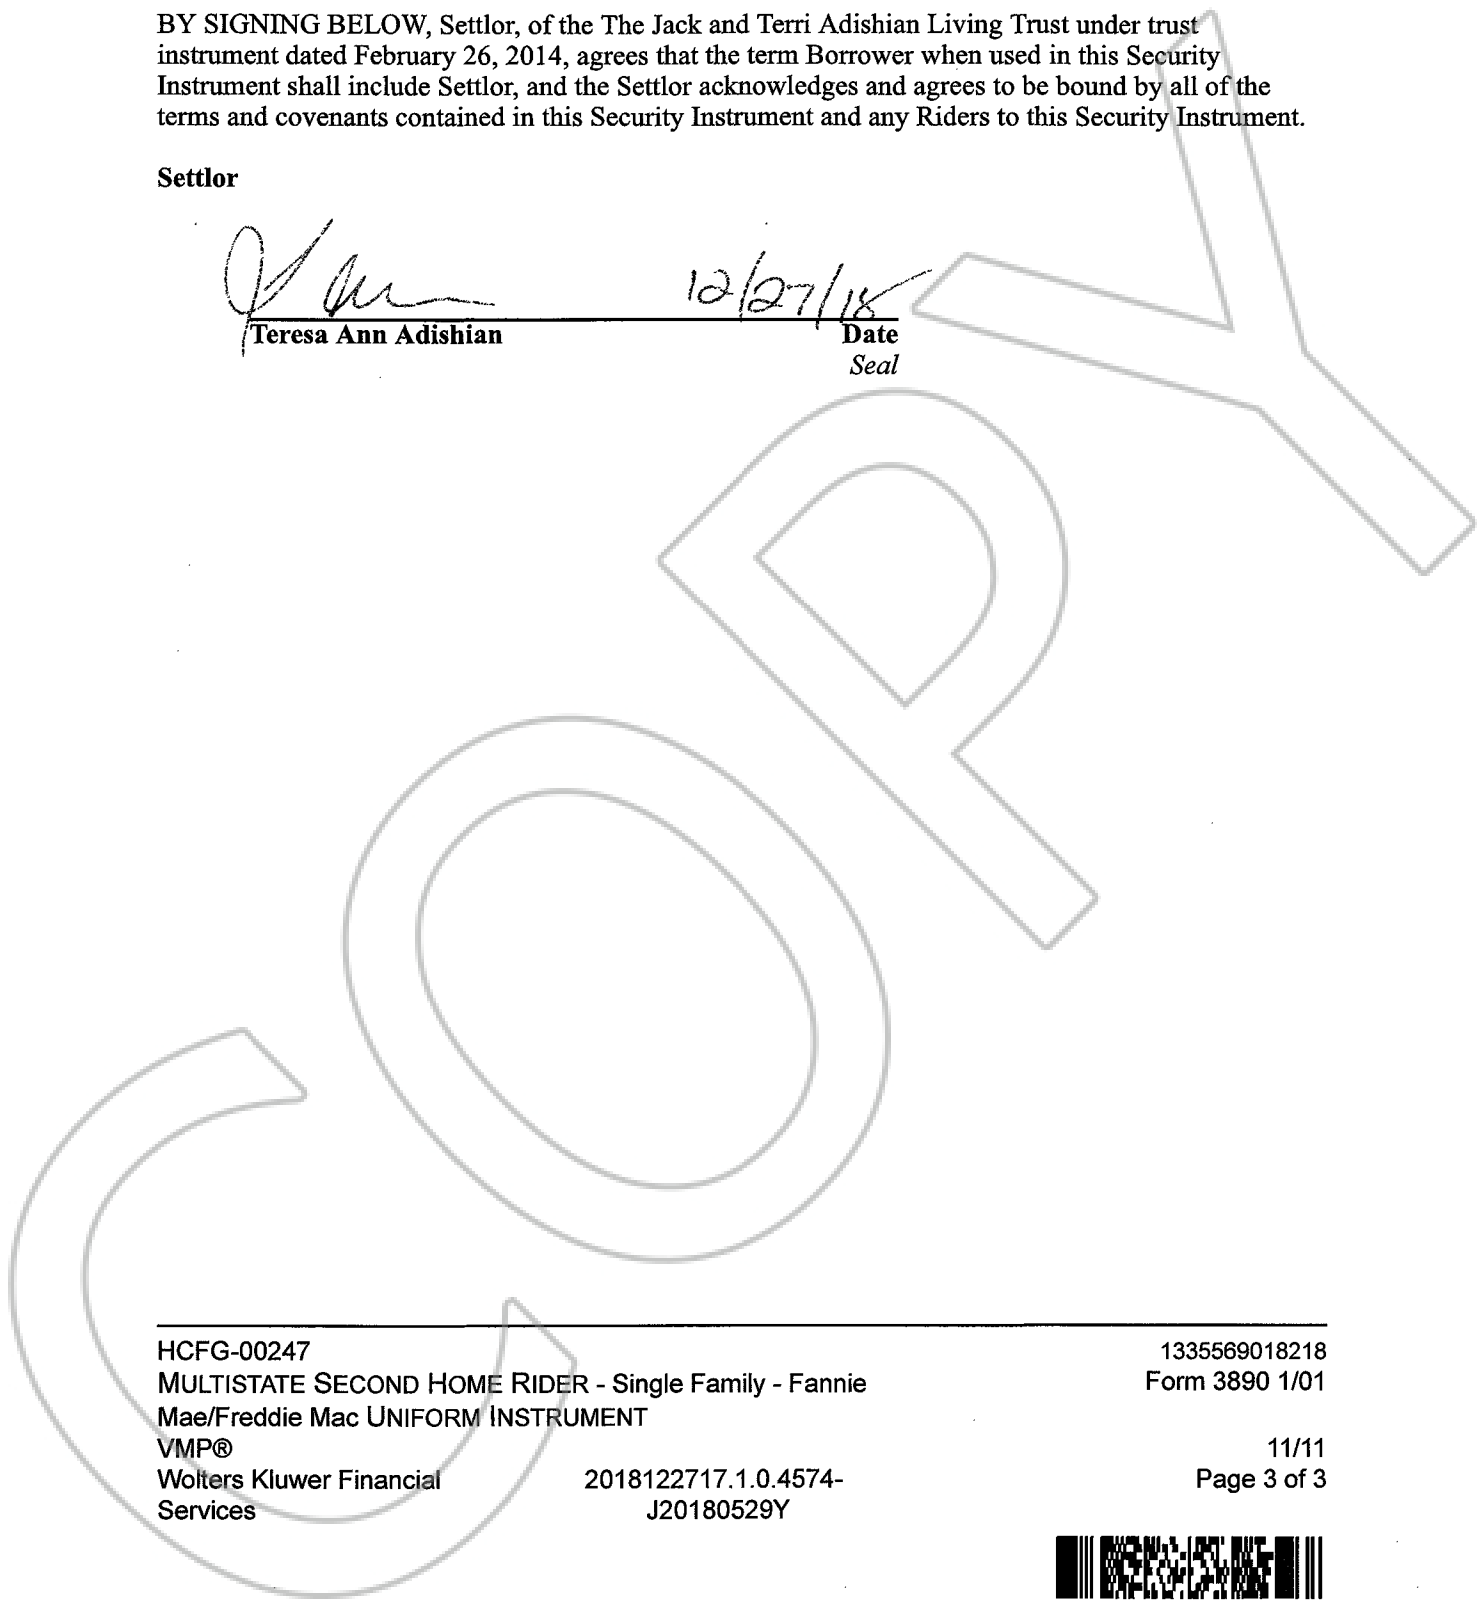 BY SIGNING BELOW, Settlor, of the The Jack and Terri Adishian Living Trust under trust
instrument dated February 26, 2014, agrees that the term Borrower when used in this Security
Instrument shall include Settlor, and the Settlor acknowledges and agrees to be bound by all of the
terms and covenants contained in this Security Instrument and any Riders to this Security Instrument.
Settlor
12/27/18
Teresa Ann Adishian Date
Seal
COPY
HCFG-00247 1335569018218
MULTISTATE SECOND HOME RIDER - Single Family - Fannie Form 3890 1/01
Mae/Freddie Mac UNIFORM INSTRUMENT
VMP® 11/11
Wolters Kluwer Financial 2018122717.1.0.4574- Page 3 of 3
Services J20180529Y